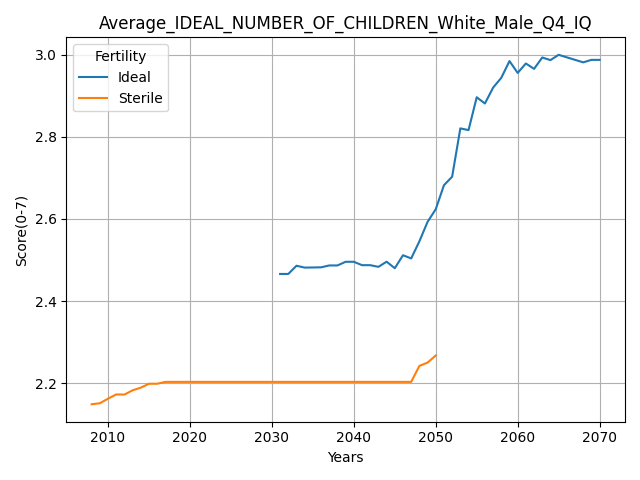 Average_IDEAL_NUMBER_OF_CHILDREN_White_Male_Q4_IQ
Fertility
Ideal
Sterile
Score(0-7)
3.0
2.8
2.6
2.4
2.2
2010 2020 2030 2040 2050 2060 2070
Years